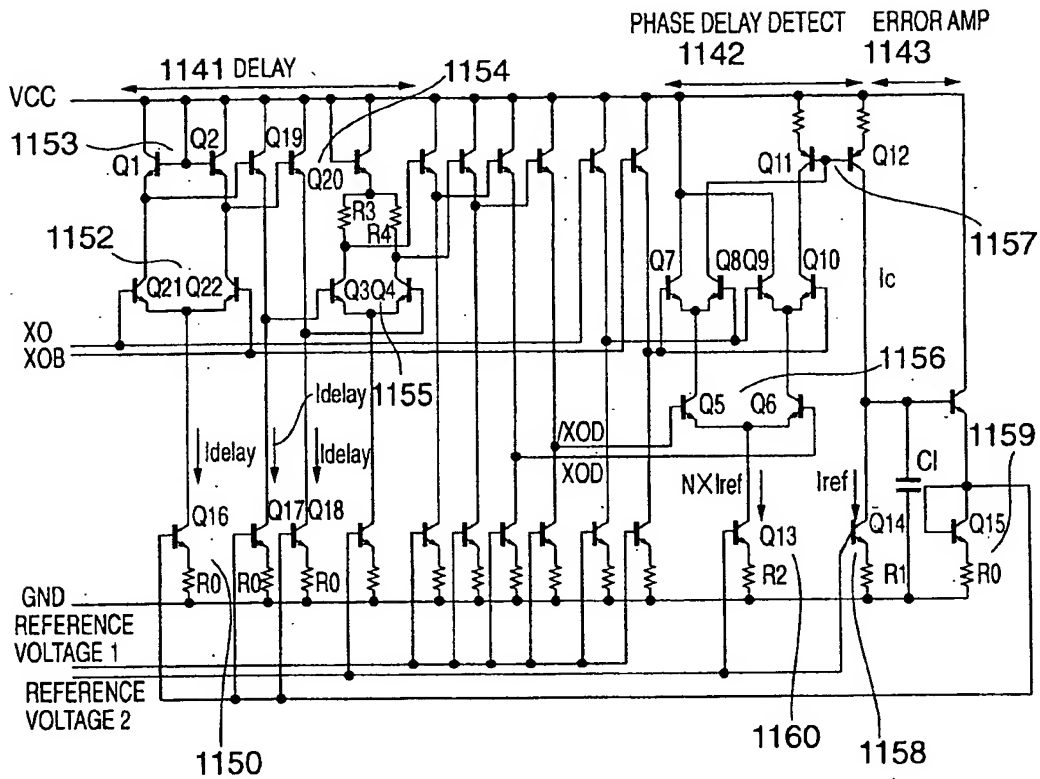 PHASE DELAY DETECT ERROR AMP
1142 1143
1141 DELAY 1154
VCC
1153
Q1 Q2 Q19 Q20 Q11 Q12
R3 R4
1157
1152
Q21 Q22 Q3 Q4 Q7 Q8 Q9 Q10
Ic
XO
XOB
1155 1156
Idelay Q5 Q6
Idelay Idelay
/XOD
XOD
CI 1159
NXIref Iref
Q16 Q17 Q18 Q13 Q14 Q15
R0 R0 R0 R2 R1 R0
GND
REFERENCE
VOLTAGE 1
REFERENCE
VOLTAGE 2
1150 1160 1158